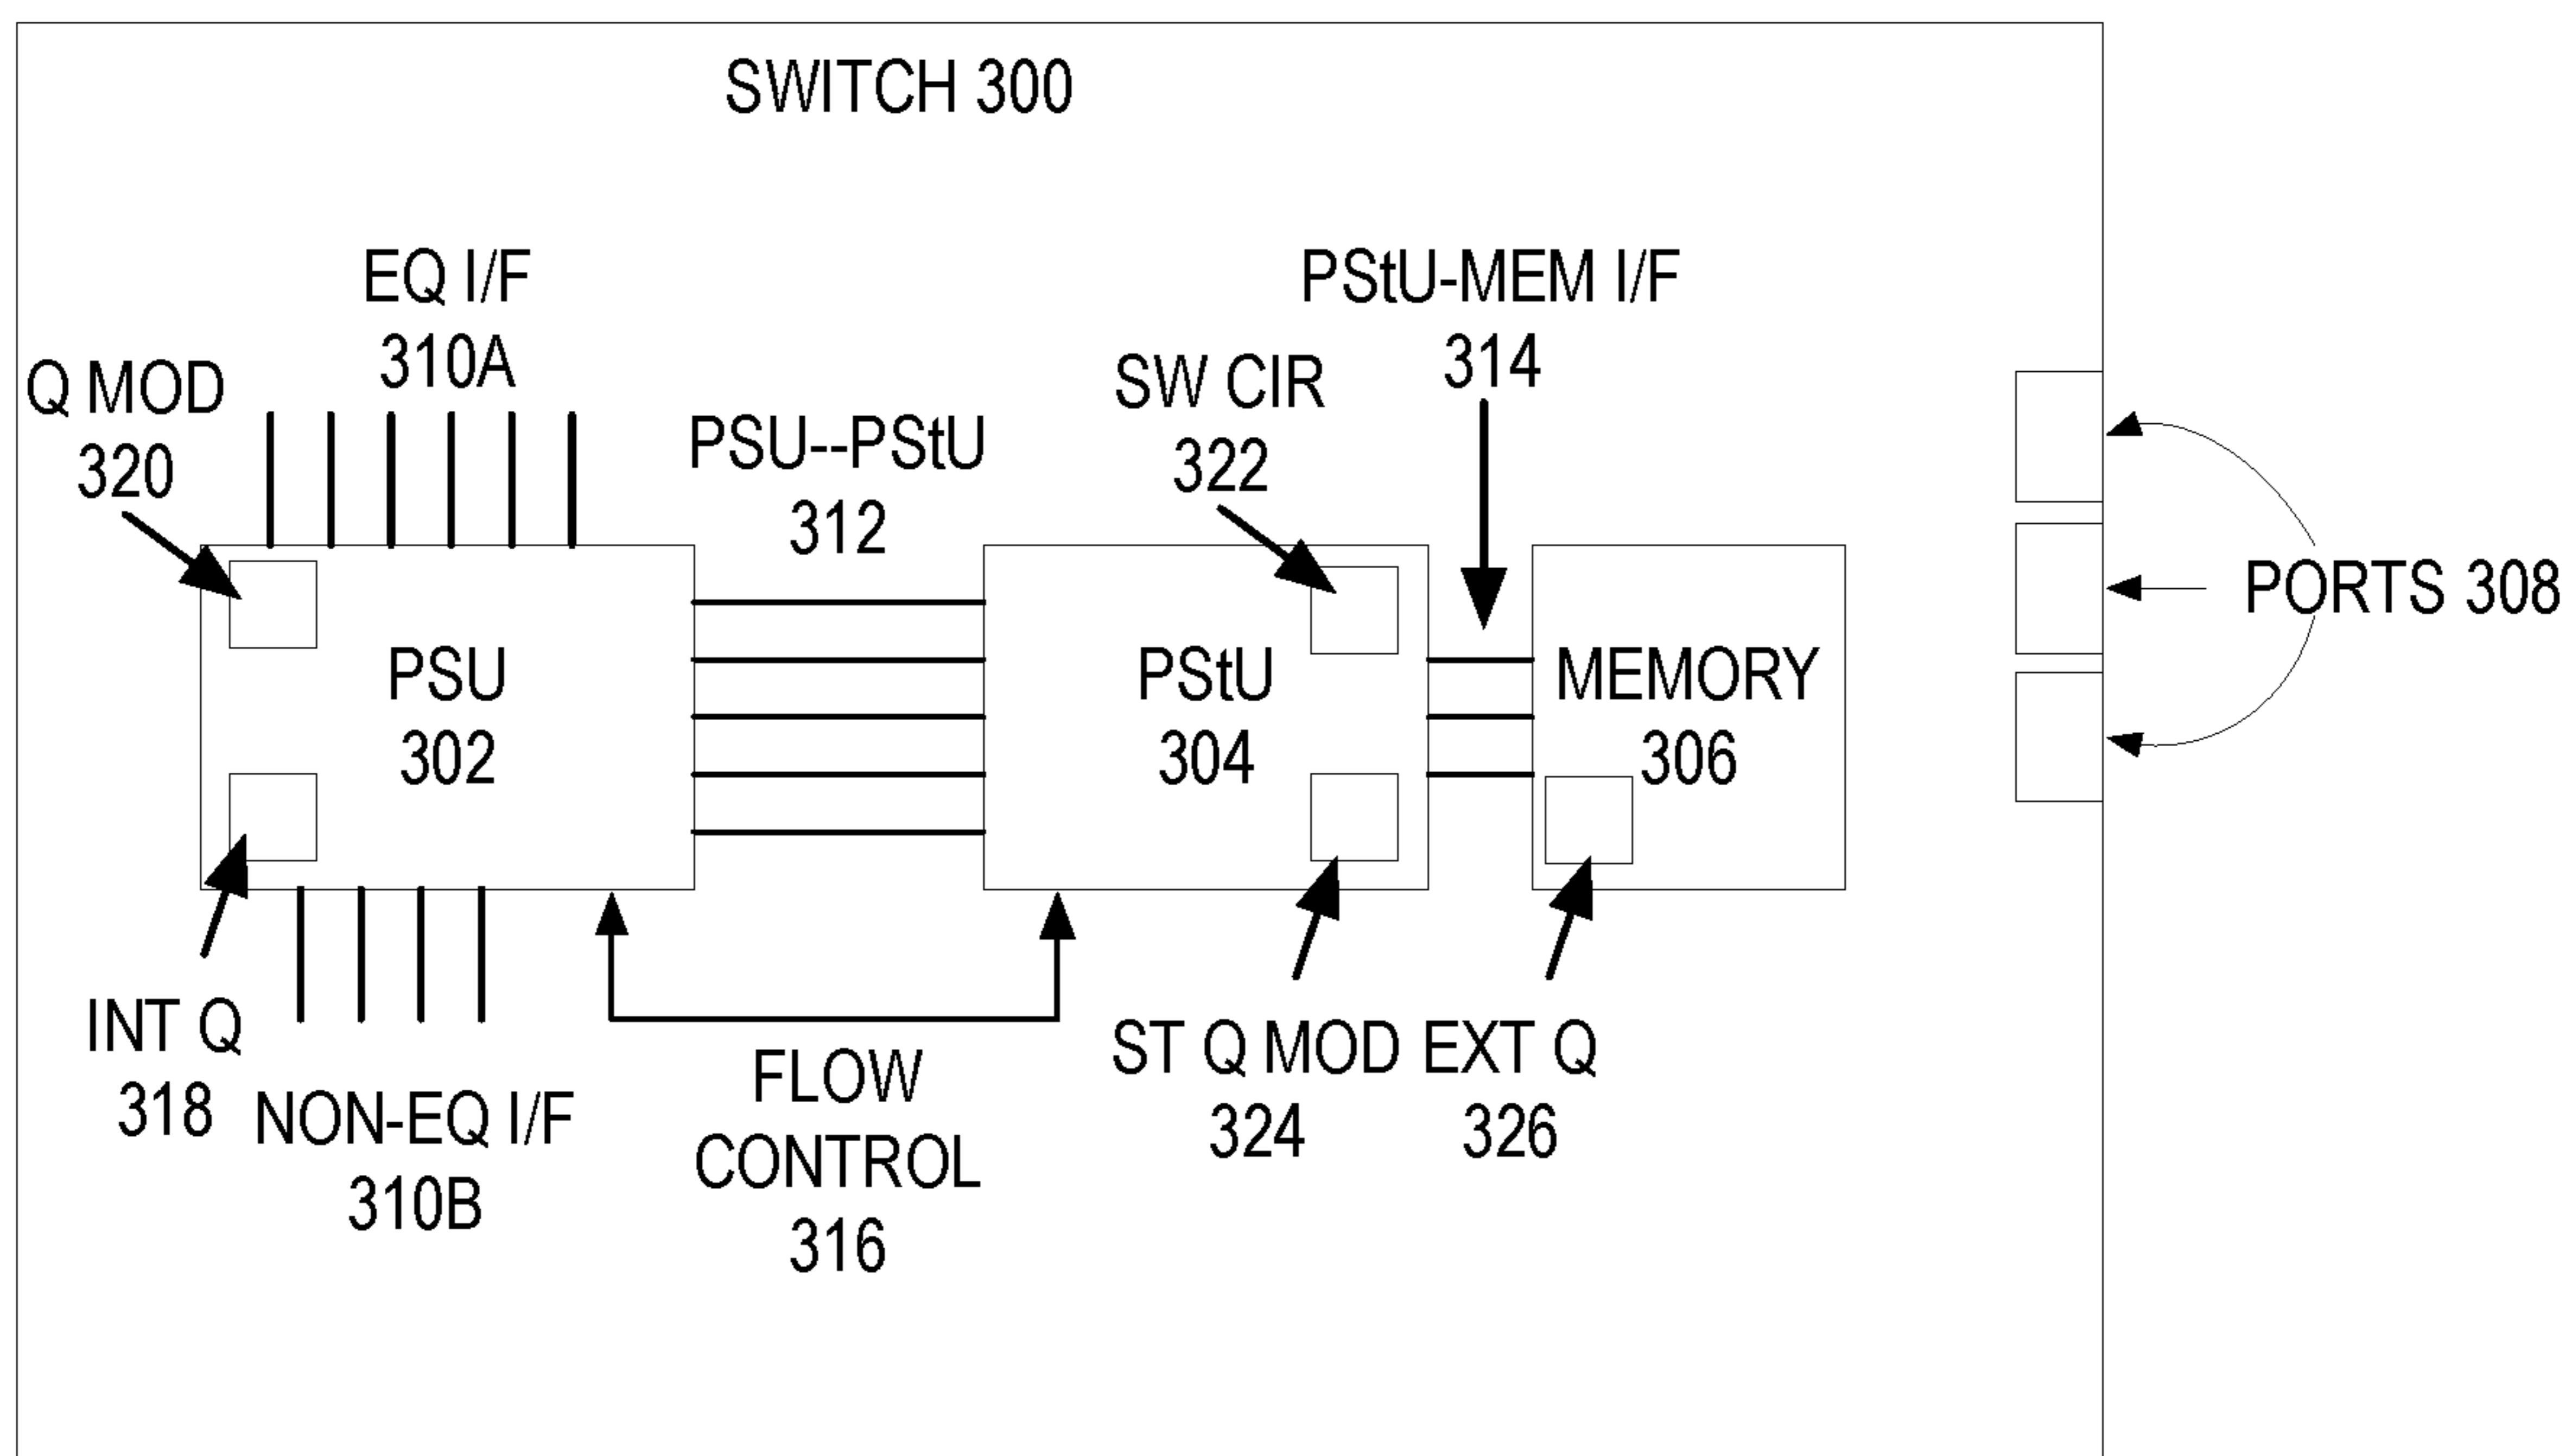 SWITCH 300
EQ I/F
310A
PStU-MEM I/F
314
Q MOD
320
PSU--PStU
312
SW CIR
322
PORTS 308
PSU
302
PStU
304
MEMORY
306
INT Q
318
NON-EQ I/F
310B
FLOW
CONTROL
316
ST Q MOD
324
EXT Q
326